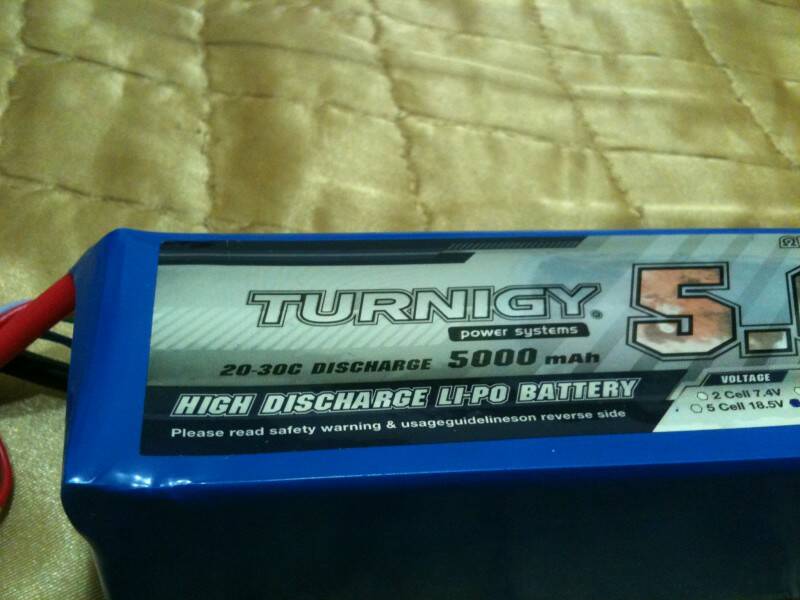 TURNIGY
power systems
5.
20-30C DISCHARGE 5000 mAh
HIGH DISCHARGE LI-PO BATTERY
Please read safety warning & usageguidelineson reverse side
VOLTAGE
2 Cell 7.4V
5 Cell 18.5V